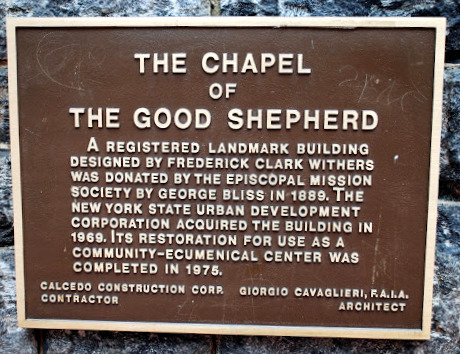 THE CHAPEL
OF
THE GOOD SHEPHERD
A REGISTERED LANDMARK BUILDING
DESIGNED BY FREDERICK CLARK WITHERS
WAS DONATED BY THE EPISCOPAL MISSION
SOCIETY BY GEORGE BLISS IN 1889. THE
NEW YORK STATE URBAN DEVELOPMENT
CORPORATION ACQUIRED THE BUILDING IN
1969. ITS RESTORATION FOR USE AS A
COMMUNITY-ECUMENICAL CENTER WAS
COMPLETED IN 1975.
CALCEDO CONSTRUCTION CORP. GIORGIO CAVAGLIERI, F.A.I.A.
CONTRACTOR ARCHITECT